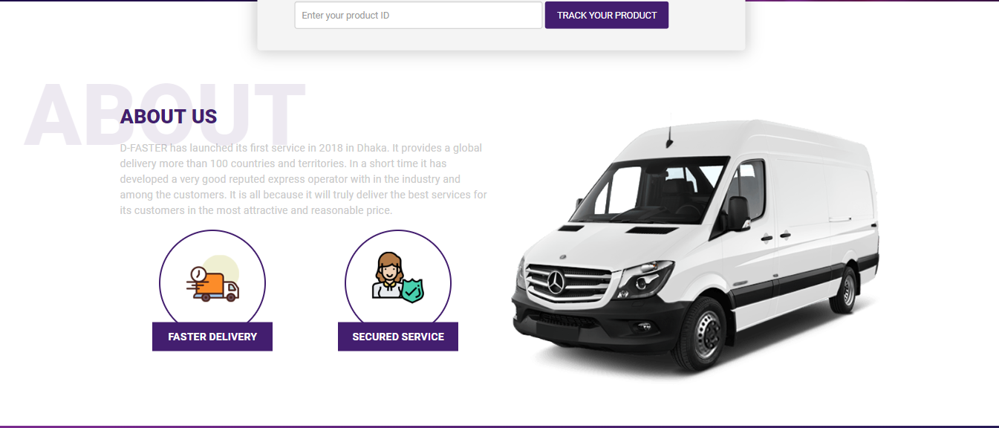 Enter your product ID
TRACK YOUR PRODUCT
ABOUT
ABOUT US
D-FASTER has launched its first service in 2018 in Dhaka. It provides a global
delivery more than 100 countries and territories. In a short time it has
developed a very good reputed express operator with in the industry and
among the customers. It is all because it will truly deliver the best services for
its customers in the most attractive and reasonable price.
FASTER DELIVERY
SECURED SERVICE